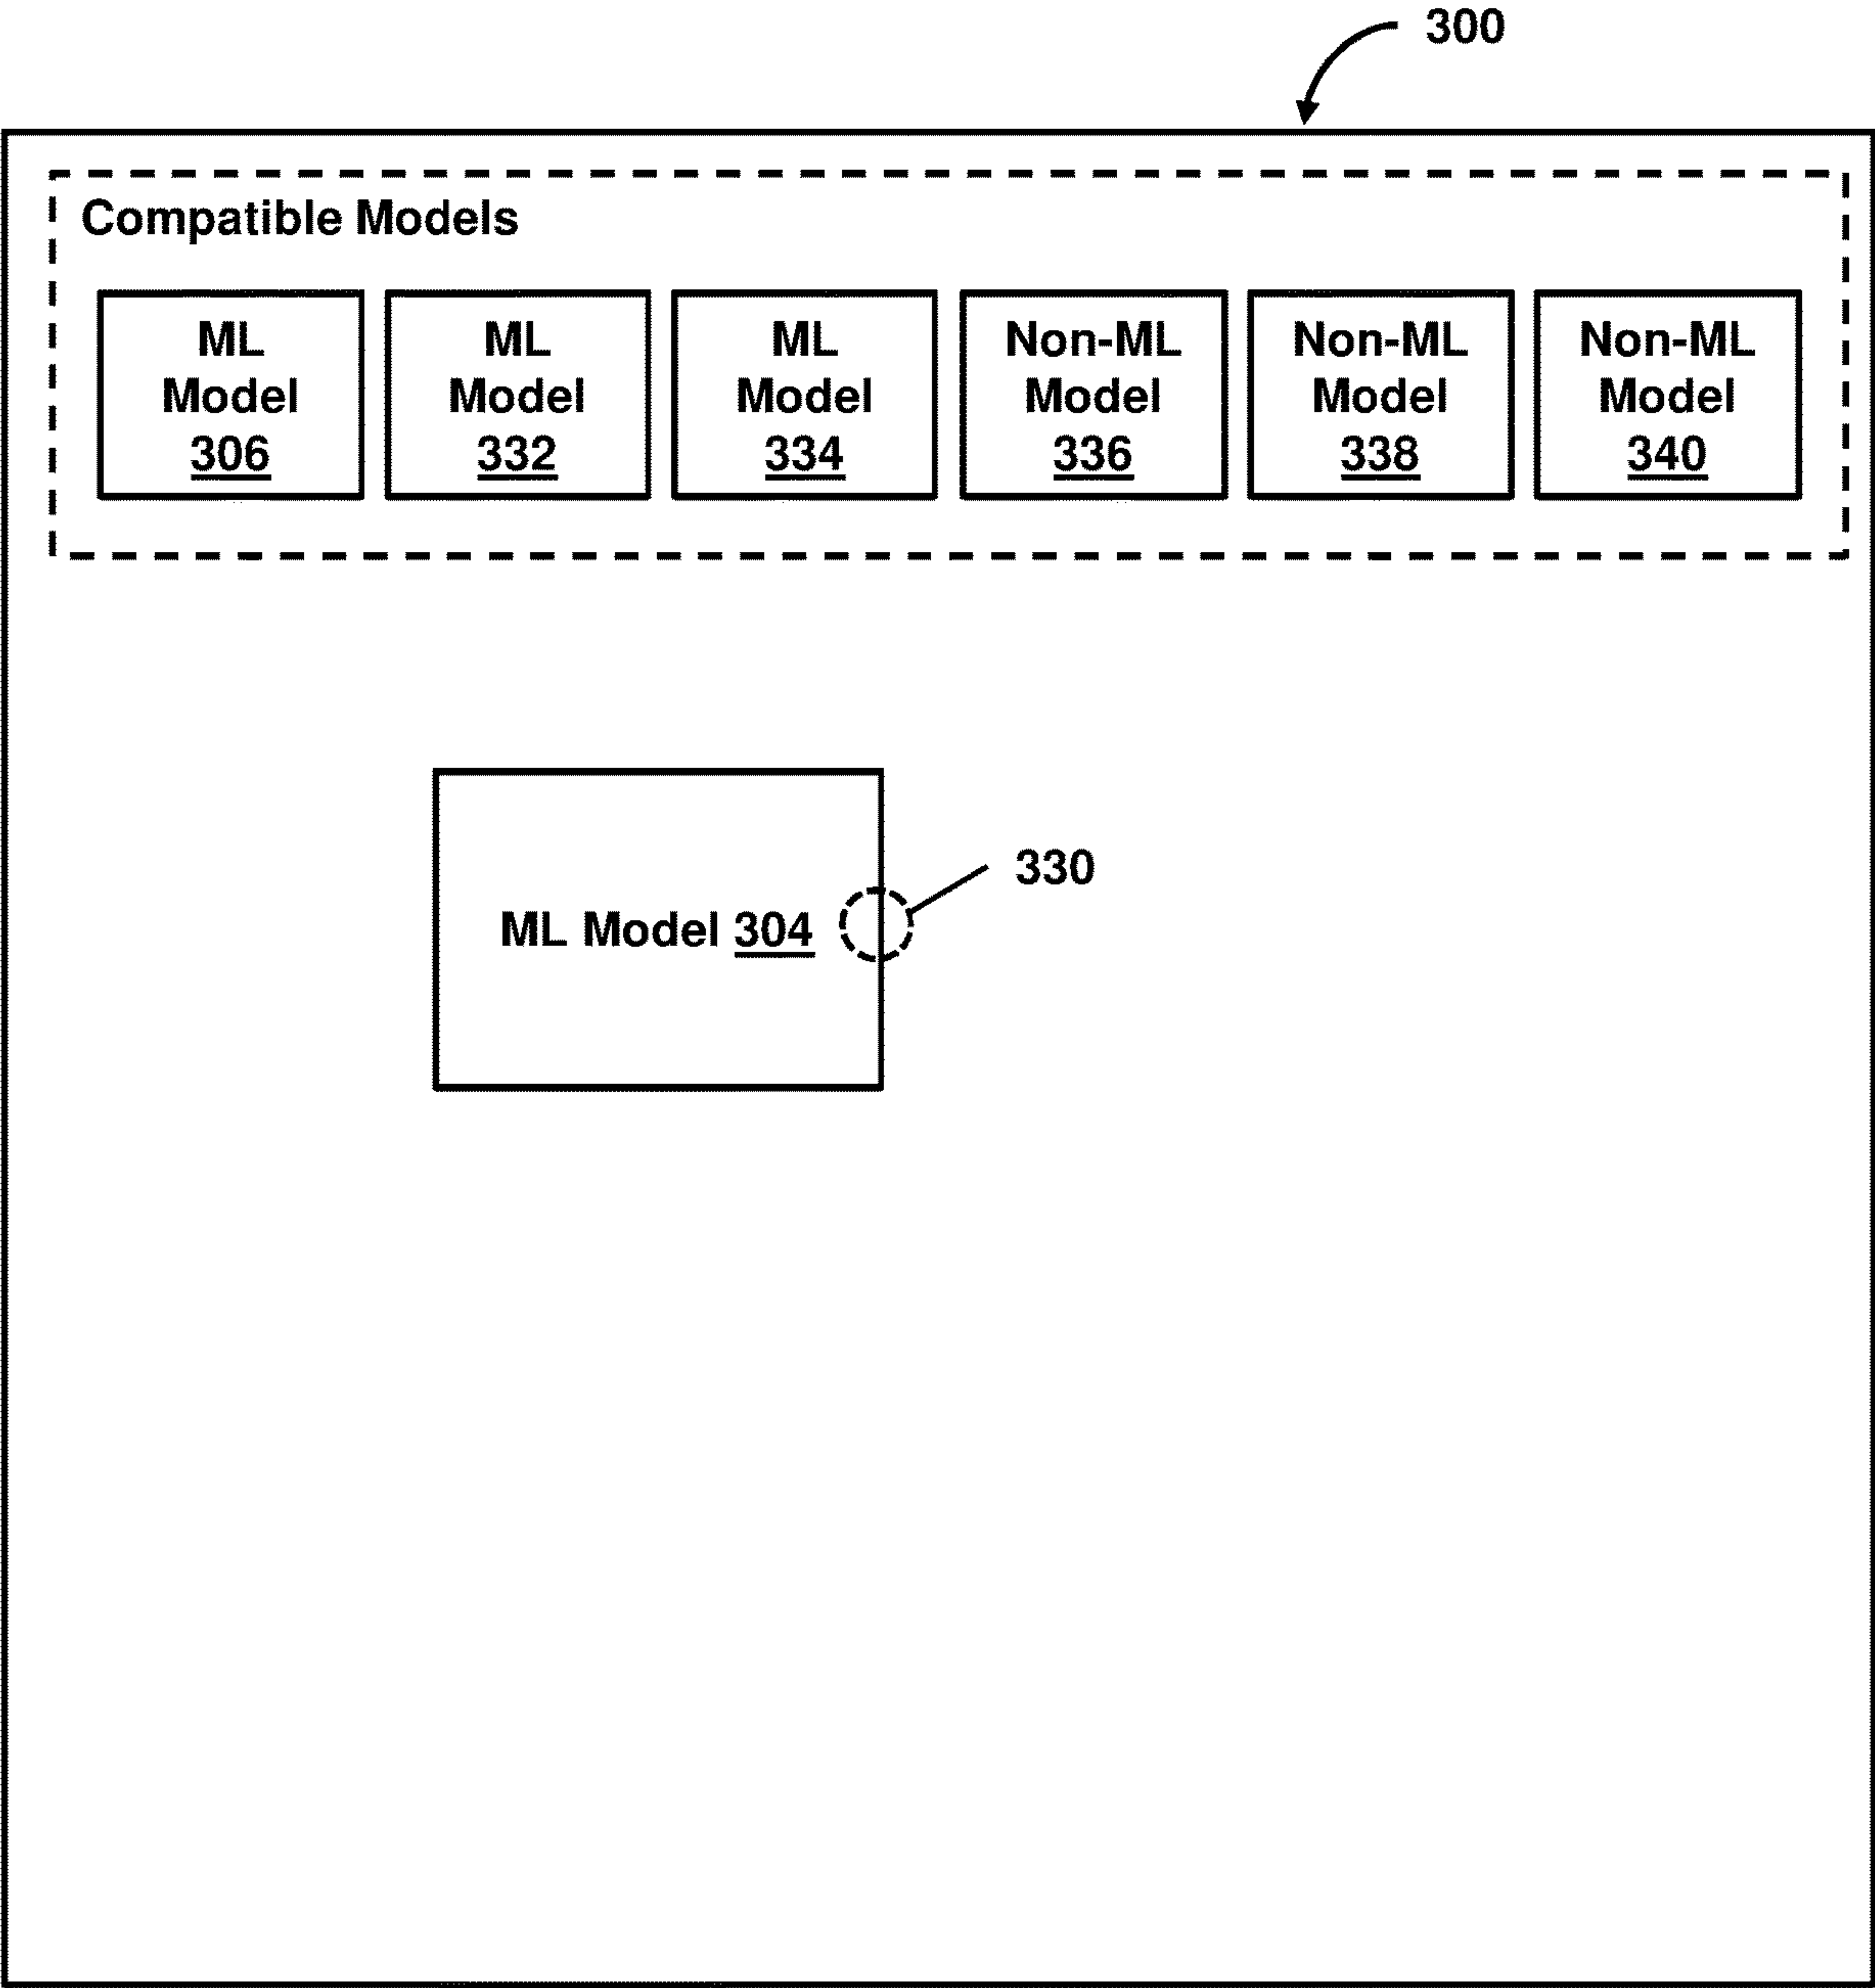 300
Compatible Models
ML
Model
306
ML
Model
332
ML
Model
334
Non-ML
Model
336
Non-ML
Model
338
Non-ML
Model
340
330
ML Model 304